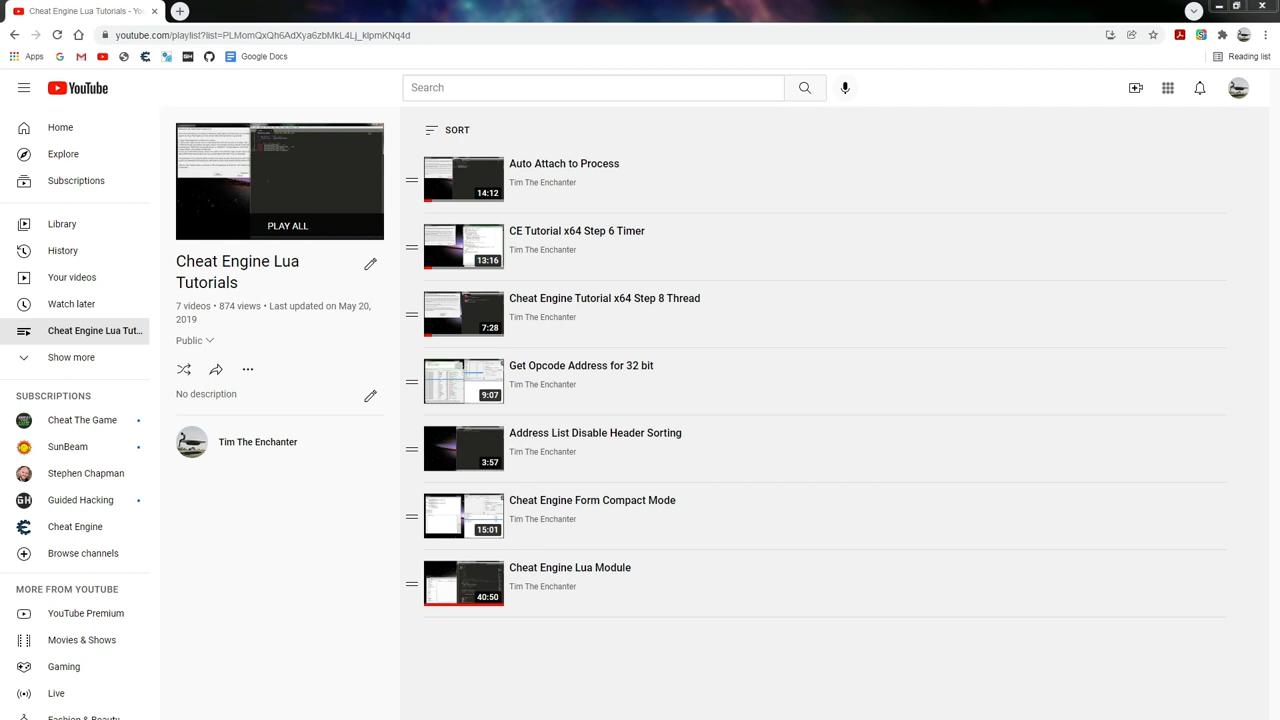 Cheat Engine Lua Tutorials - Yo
youtube.com/playlist?list=PLMomQxQh6AdXya6zbMkL4Lj_klpmKNq4d
Apps
Google Docs
Reading list
YouTube
Search
Home
Explore
Subscriptions
Library
History
Your videos
Watch later
Cheat Engine Lua Tut...
Show more
SUBSCRIPTIONS
Cheat The Game
SunBeam
Stephen Chapman
GH
Guided Hacking
Cheat Engine
Browse channels
MORE FROM YOUTUBE
YouTube Premium
Movies & Shows
Gaming
Live
Fashion & Beauty
PLAY ALL
Cheat Engine Lua
Tutorials
7 videos • 874 views • Last updated on May 20,
2019
Public
No description
Tim The Enchanter
SORT
Auto Attach to Process
Tim The Enchanter
14:12
CE Tutorial x64 Step 6 Timer
Tim The Enchanter
13:16
Cheat Engine Tutorial x64 Step 8 Thread
Tim The Enchanter
7:28
Get Opcode Address for 32 bit
Tim The Enchanter
9:07
Address List Disable Header Sorting
Tim The Enchanter
3:57
Cheat Engine Form Compact Mode
Tim The Enchanter
15:01
Cheat Engine Lua Module
Tim The Enchanter
40:50